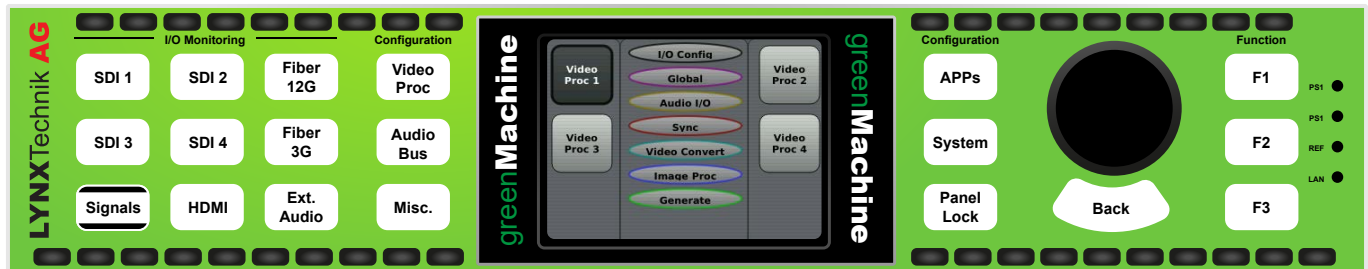 LYNXTechnik AG
I/O Monitoring
Configuration
SDI 1
SDI 2
Fiber
12G
Video
Proc
SDI 3
SDI 4
Fiber
3G
Audio
Bus
Signals
HDMI
Ext.
Audio
Misc.
greenMachine
Video
Proc 1
Video
Proc 3
I/O Config
Global
Audio I/O
Sync
Video Convert
Image Proc
Generate
Video
Proc 2
Video
Proc 4
greenMachine
Configuration
Function
APPs
F1
System
F2
Panel
Lock
Back
F3
PS1
PS1
REF
LAN